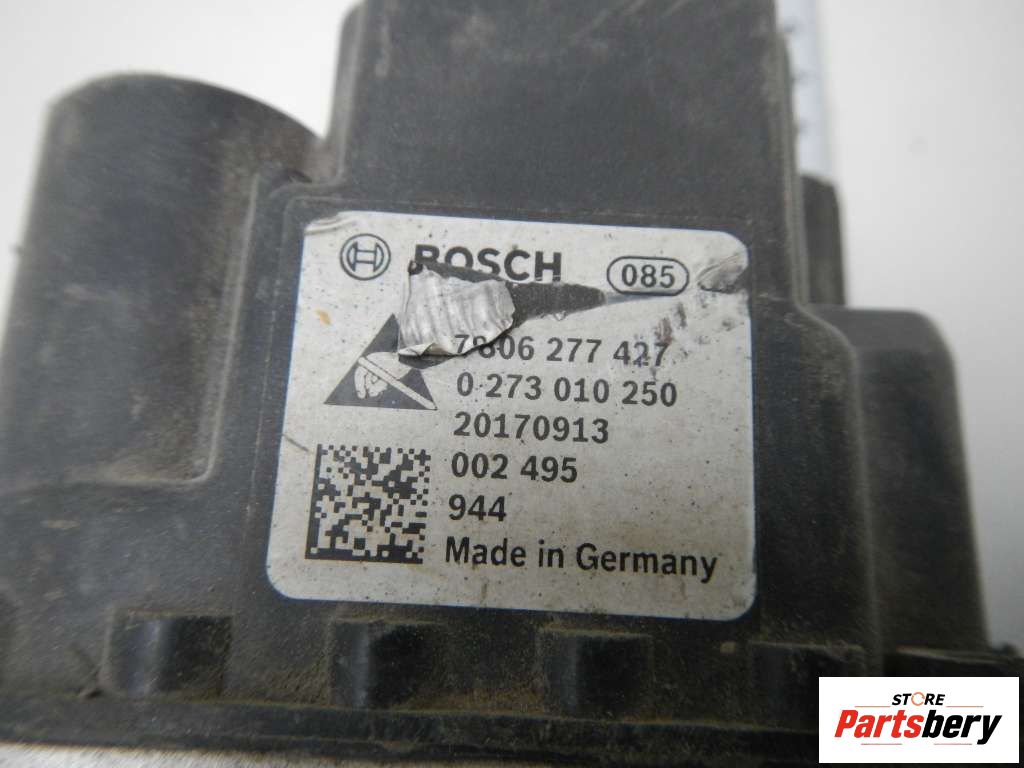 BOSCH 085
7806 277 427
0 273 010 250
20170913
002 495
944
Made in Germany
STORE
Partsbery